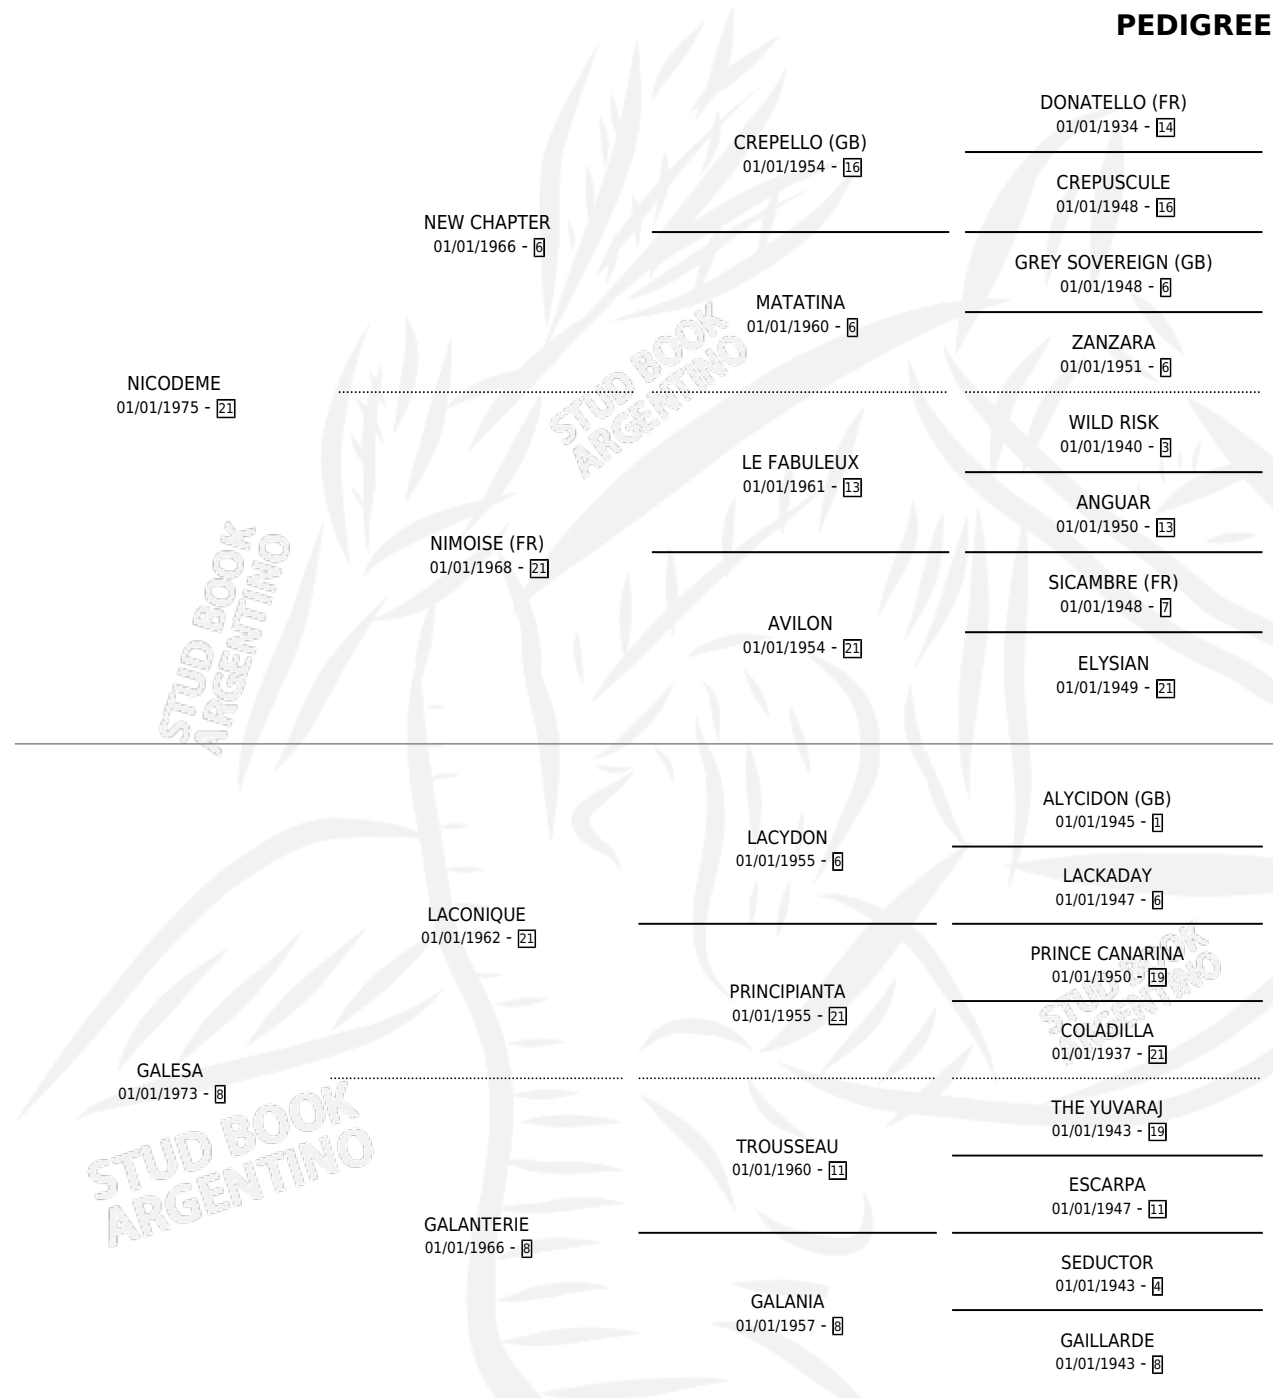 PEDIGREE
DONATELLO (FR)
01/01/1934 - 14
CREPELLO (GB)
01/01/1954 - 16
CREPUSCULE
01/01/1948 - 16
NEW CHAPTER
01/01/1966 - 6
GREY SOVEREIGN (GB)
01/01/1948 - 6
MATATINA
01/01/1960 - 6
ZANZARA
01/01/1951 - 6
NICODEME
01/01/1975 - 21
WILD RISK
01/01/1940 - 3
LE FABULEUX
01/01/1961 - 13
ANGUAR
01/01/1950 - 13
NIMOISE (FR)
01/01/1968 - 21
SICAMBRE (FR)
01/01/1948 - 7
AVILON
01/01/1954 - 21
ELYSIAN
01/01/1949 - 21
ALYCIDON (GB)
01/01/1945 - 1
LACYDON
01/01/1955 - 6
LACKADAY
01/01/1947 - 6
LACONIQUE
01/01/1962 - 21
PRINCE CANARINA
01/01/1950 - 19
PRINCIPIANTA
01/01/1955 - 21
COLADILLA
01/01/1937 - 21
GALESA
01/01/1973 - 8
THE YUVARAJ
01/01/1943 - 19
TROUSSEAU
01/01/1960 - 11
ESCARPA
01/01/1947 - 11
GALANTERIE
01/01/1966 - 8
SEDUCTOR
01/01/1943 - 4
GALANIA
01/01/1957 - 8
GAILLARDE
01/01/1943 - 8
STUD BOOK
ARGENTINO
STUD BOOK
ARGENTINO
STUD BOOK
ARGENTINO
STUD BOOK
ARGENTINO